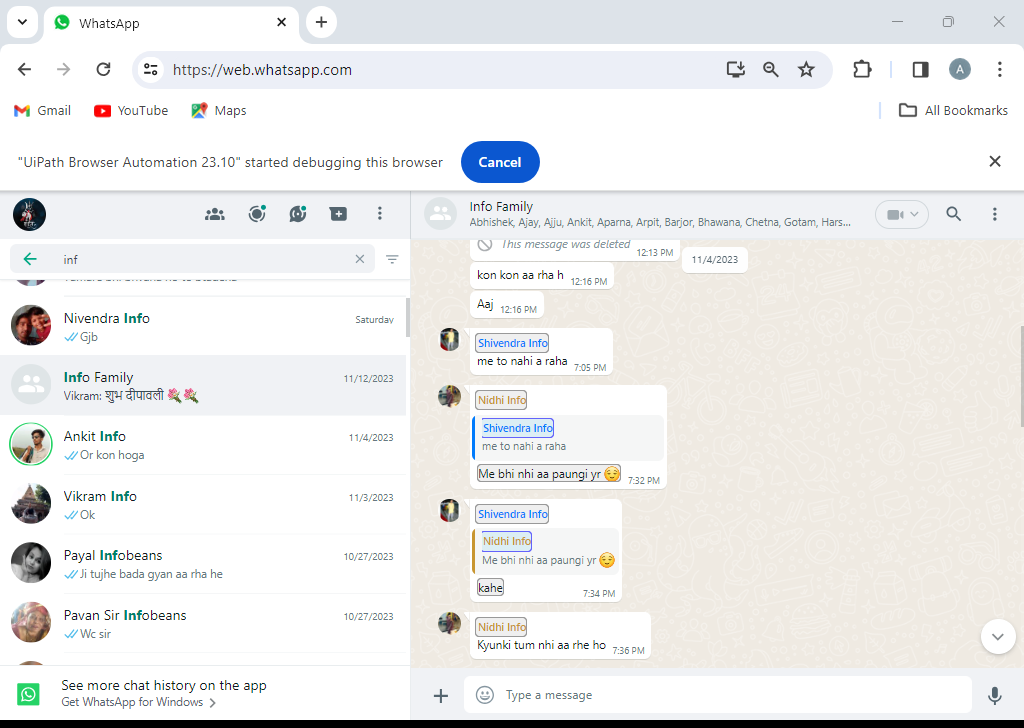 WhatsApp
https://web.whatsapp.com
A
Gmail
YouTube
Maps
All Bookmarks
"UiPath Browser Automation 23.10" started debugging this browser
Cancel
inf
Nivendra Info
Saturday
Gjb
Info Family
11/12/2023
Vikram: शुभ दीपावली 💐💐
Ankit Info
11/4/2023
Or kon hoga
Vikram Info
11/3/2023
Ok
Payal Infobeans
10/27/2023
Ji tujhe bada gyan aa rha he
Pavan Sir Infobeans
10/27/2023
Wc sir
See more chat history on the app
Get WhatsApp for Windows
Info Family
Abhishek, Ajay, Ajju, Ankit, Aparna, Arpit, Barjor, Bhawana, Chetna, Gotam, Hars...
This message was deleted
12:13 PM
11/4/2023
kon kon aa rha h
12:16 PM
Aaj
12:16 PM
Shivendra Info
me to nahi a raha
7:05 PM
Nidhi Info
Shivendra Info
me to nahi a raha
Me bhi nhi aa paungi yr 😌
7:32 PM
Shivendra Info
Nidhi Info
Me bhi nhi aa paungi yr 😌
kahe
7:34 PM
Nidhi Info
Kyunki tum nhi aa rhe ho
7:36 PM
Type a message